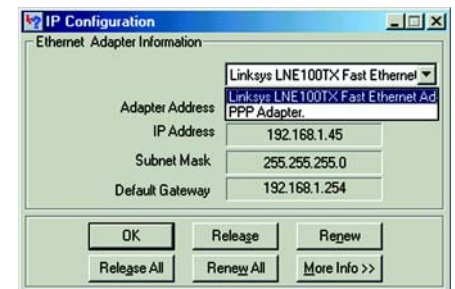 IP Configuration
Ethernet Adapter Information
Linksys LNE100TX Fast Ethernet
Linksys LNE100TX Fast Ethernet Ad
PPP Adapter.
Adapter Address
IP Address 192.168.1.45
Subnet Mask 255.255.255.0
Default Gateway 192.168.1.254
OK Release Renew
Release All Renew All More Info >>